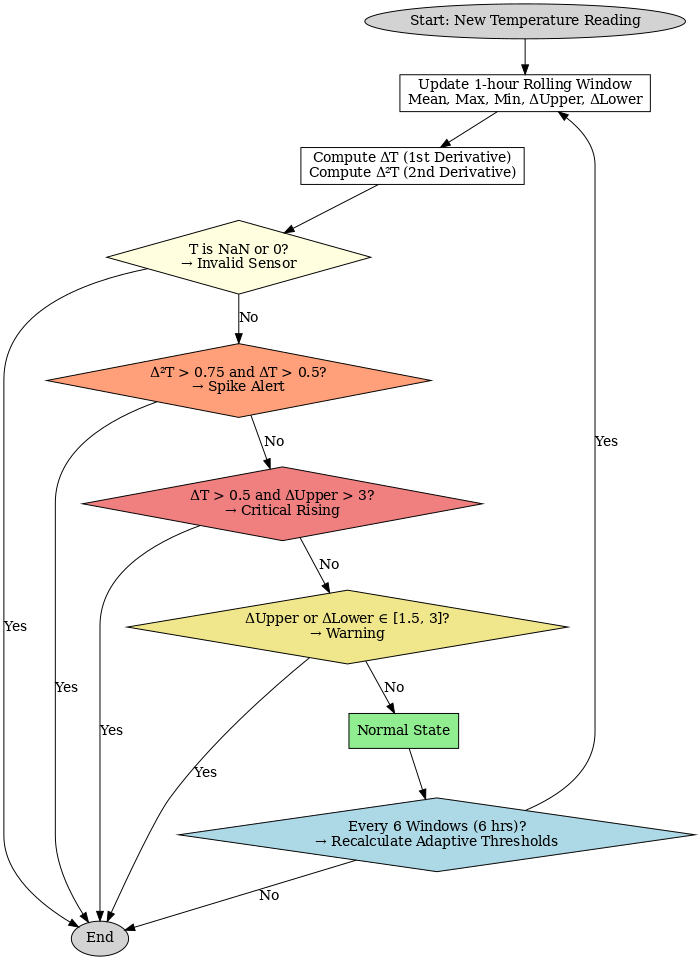 Start: New Temperature Reading
Update 1-hour Rolling Window
Mean, Max, Min, ΔUpper, ΔLower
Compute ΔT (1st Derivative)
Compute Δ²T (2nd Derivative)
T is NaN or 0?
→ Invalid Sensor
No
Δ²T > 0.75 and ΔT > 0.5?
→ Spike Alert
No
Yes
ΔT > 0.5 and ΔUpper > 3?
→ Critical Rising
No
ΔUpper or ΔLower ∈ [1.5, 3]?
→ Warning
Yes
Yes
No
Yes
Normal State
Yes
Every 6 Windows (6 hrs)?
→ Recalculate Adaptive Thresholds
No
End